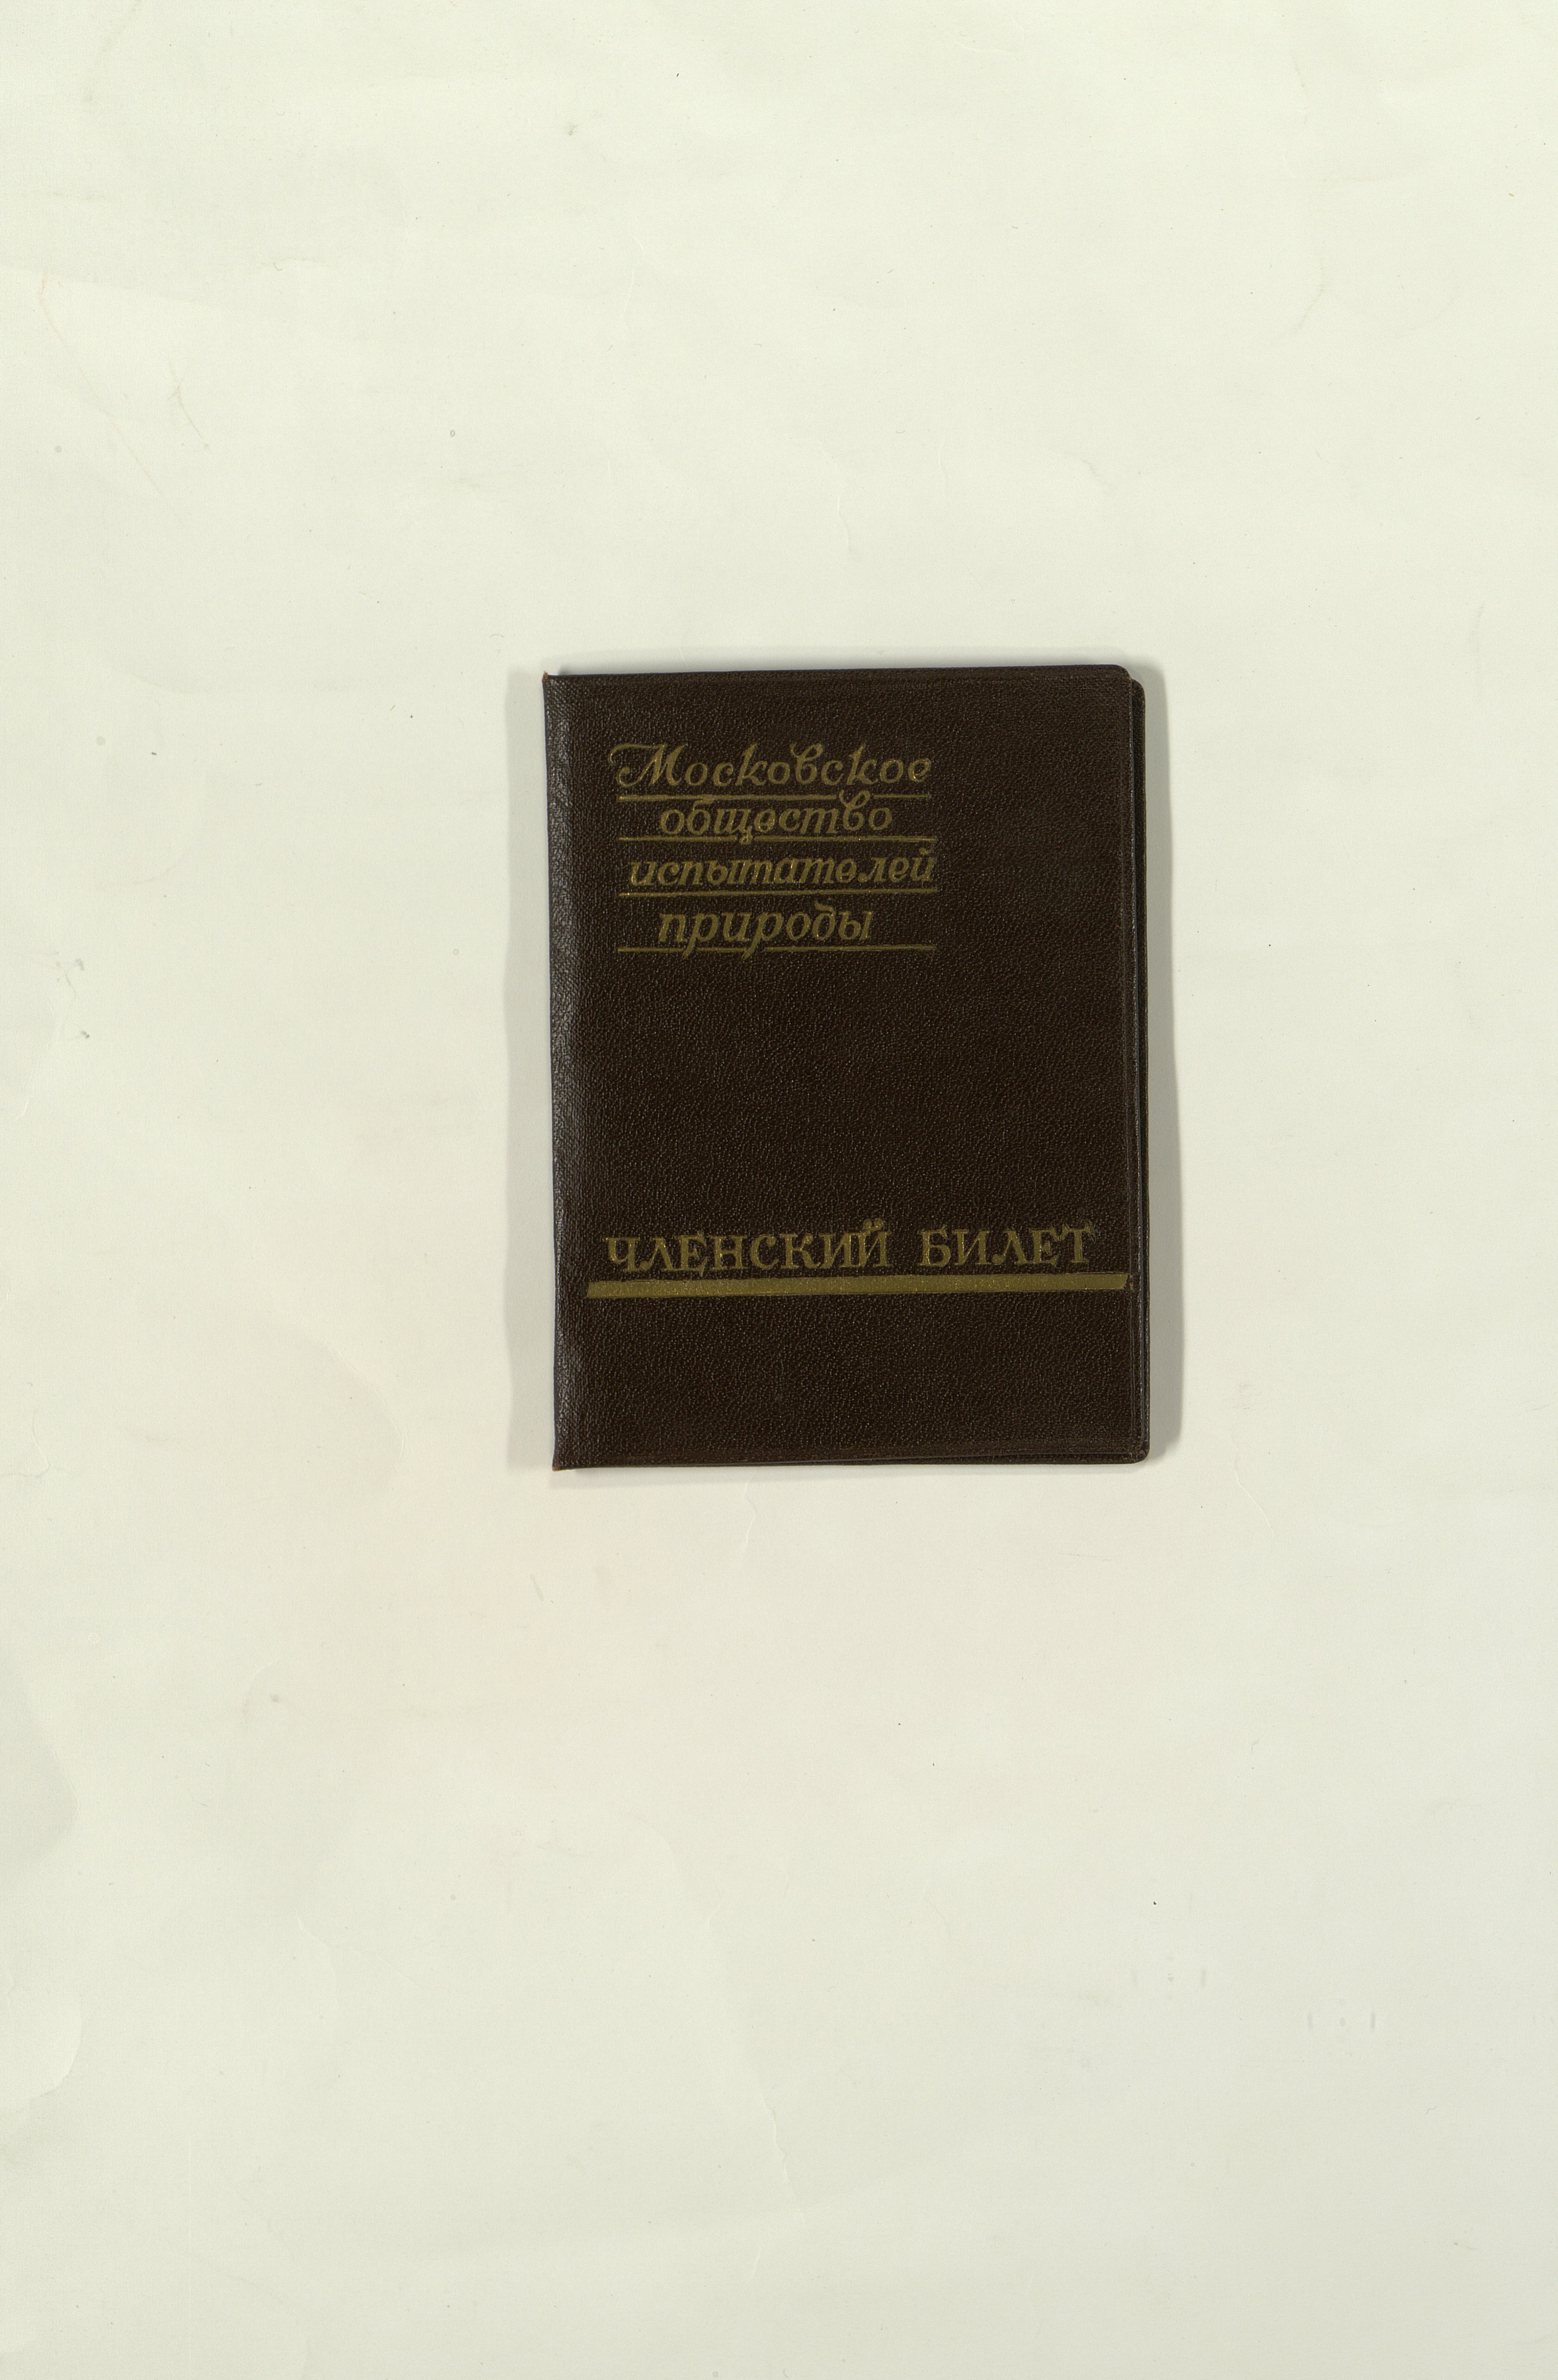 Московское
общество
испытателей
природы
ЧЛЕНСКИЙ БИЛЕТ